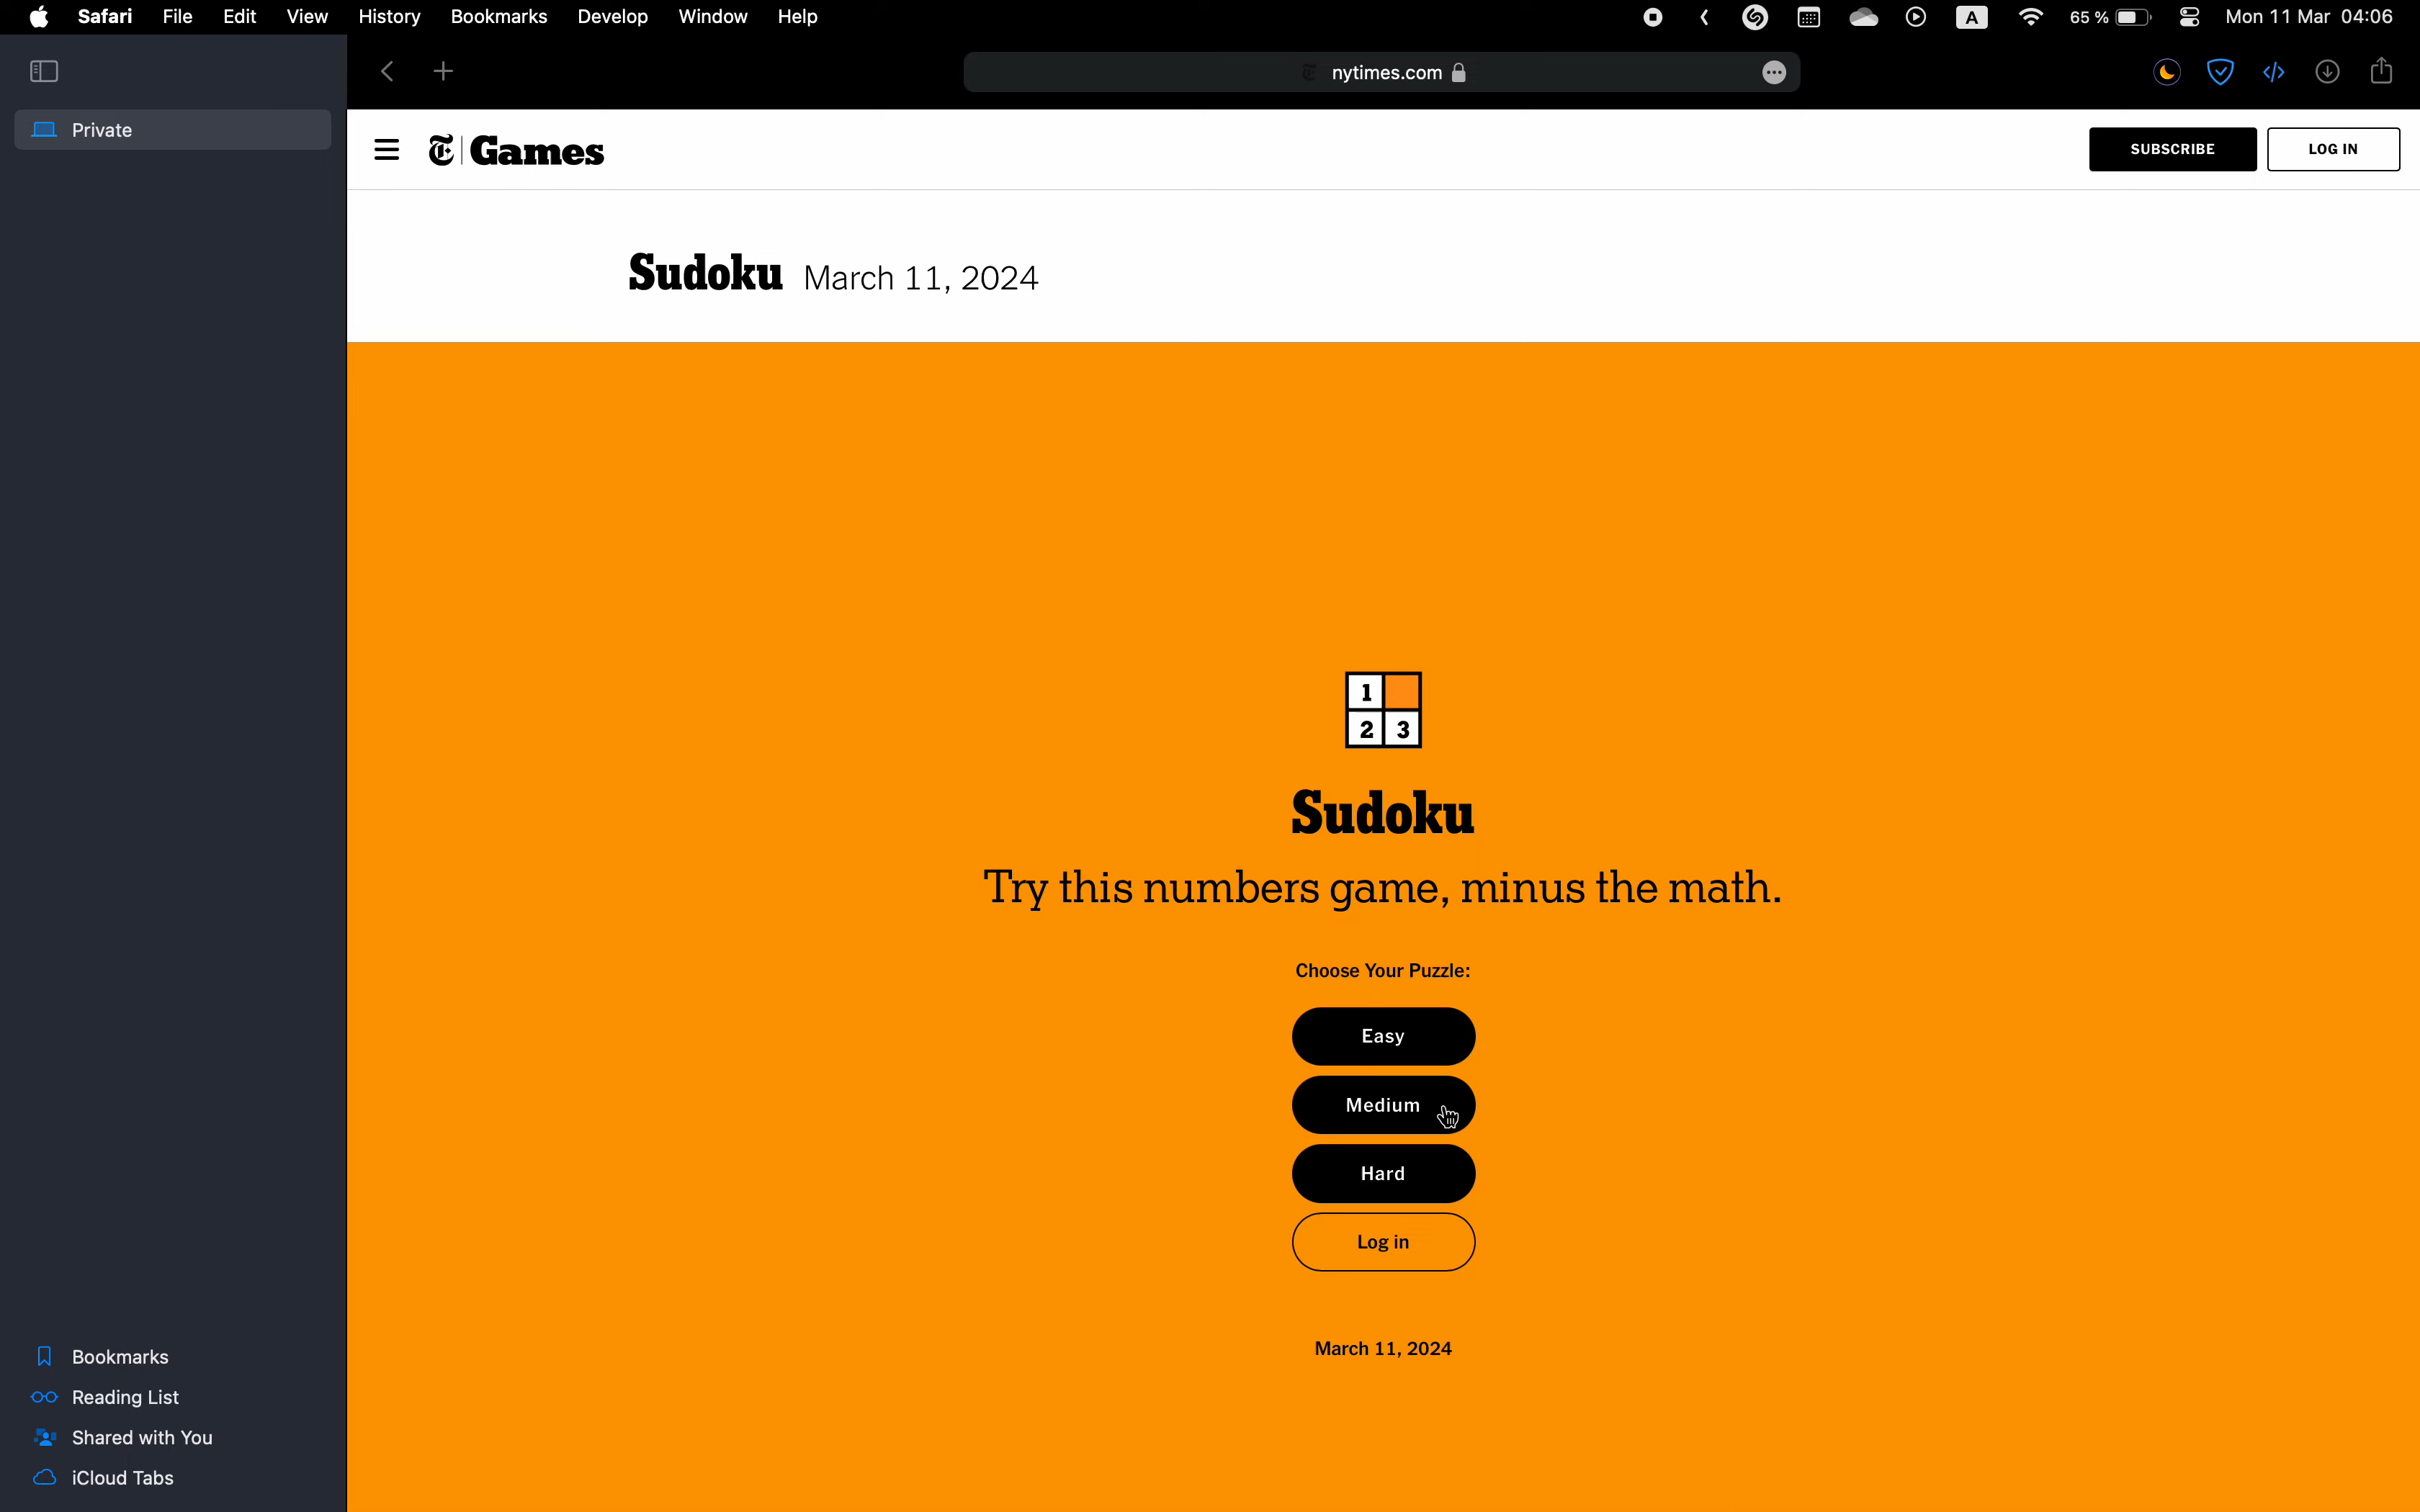 Safari File Edit View History Bookmarks Develop Window Help A 65 % Mon 11 Mar 04:06
nytimes.com
Private
T Games SUBSCRIBE LOG IN
Sudoku March 11, 2024
1
2 3
Sudoku
Try this numbers game, minus the math.
Choose Your Puzzle:
Easy
Medium
Hard
Log in
March 11, 2024
Bookmarks
Reading List
Shared with You
iCloud Tabs